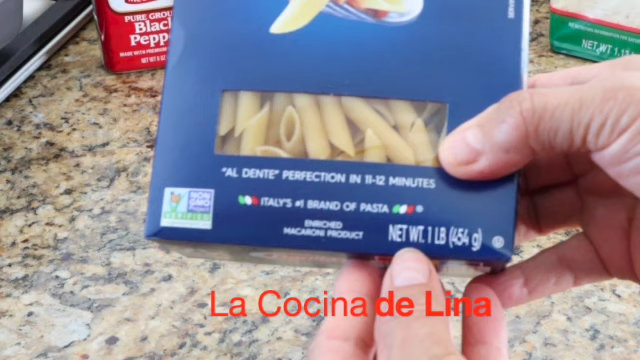 PURE GROU
Black
Pepp
NET WT. 1.1
"AL DENTE" PERFECTION IN 11-12 MINUTES
NON
GMO
ITALY'S #1 BRAND OF PASTA ®
ENRICHED
MACARONI PRODUCT
NET WT. 1 LB (454 g)
La Cocina de Lina